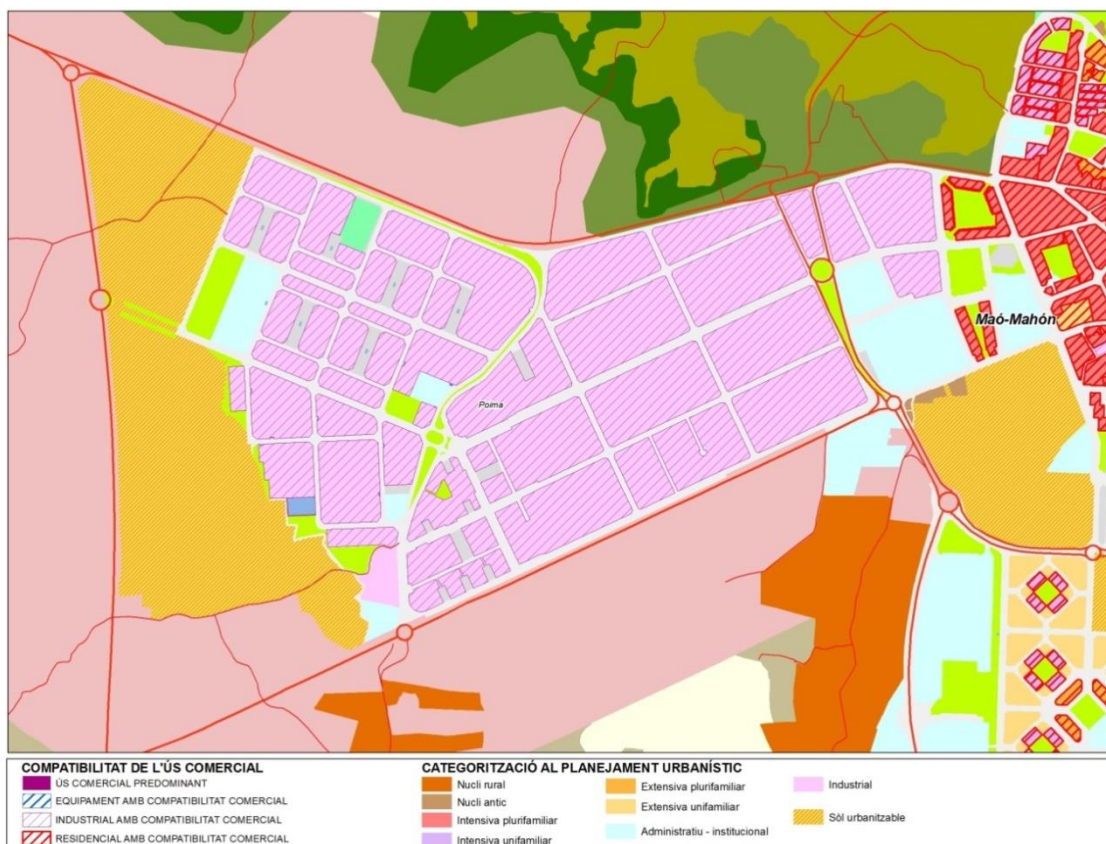 Maó-Mahón
Poima
COMPATIBILITAT DE L'ÚS COMERCIAL
ÚS COMERCIAL PREDOMINANT
EQUIPAMENT AMB COMPATIBILITAT COMERCIAL
INDUSTRIAL AMB COMPATIBILITAT COMERCIAL
RESIDENCIAL AMB COMPATIBILITAT COMERCIAL
CATEGORITZACIÓ AL PLANEJAMENT URBANÍSTIC
Nucli rural
Nucli antic
Intensiva plurifamiliar
Intensiva unifamiliar
Extensiva plurifamiliar
Extensiva unifamiliar
Administratiu - institucional
Industrial
Sòl urbanitzable